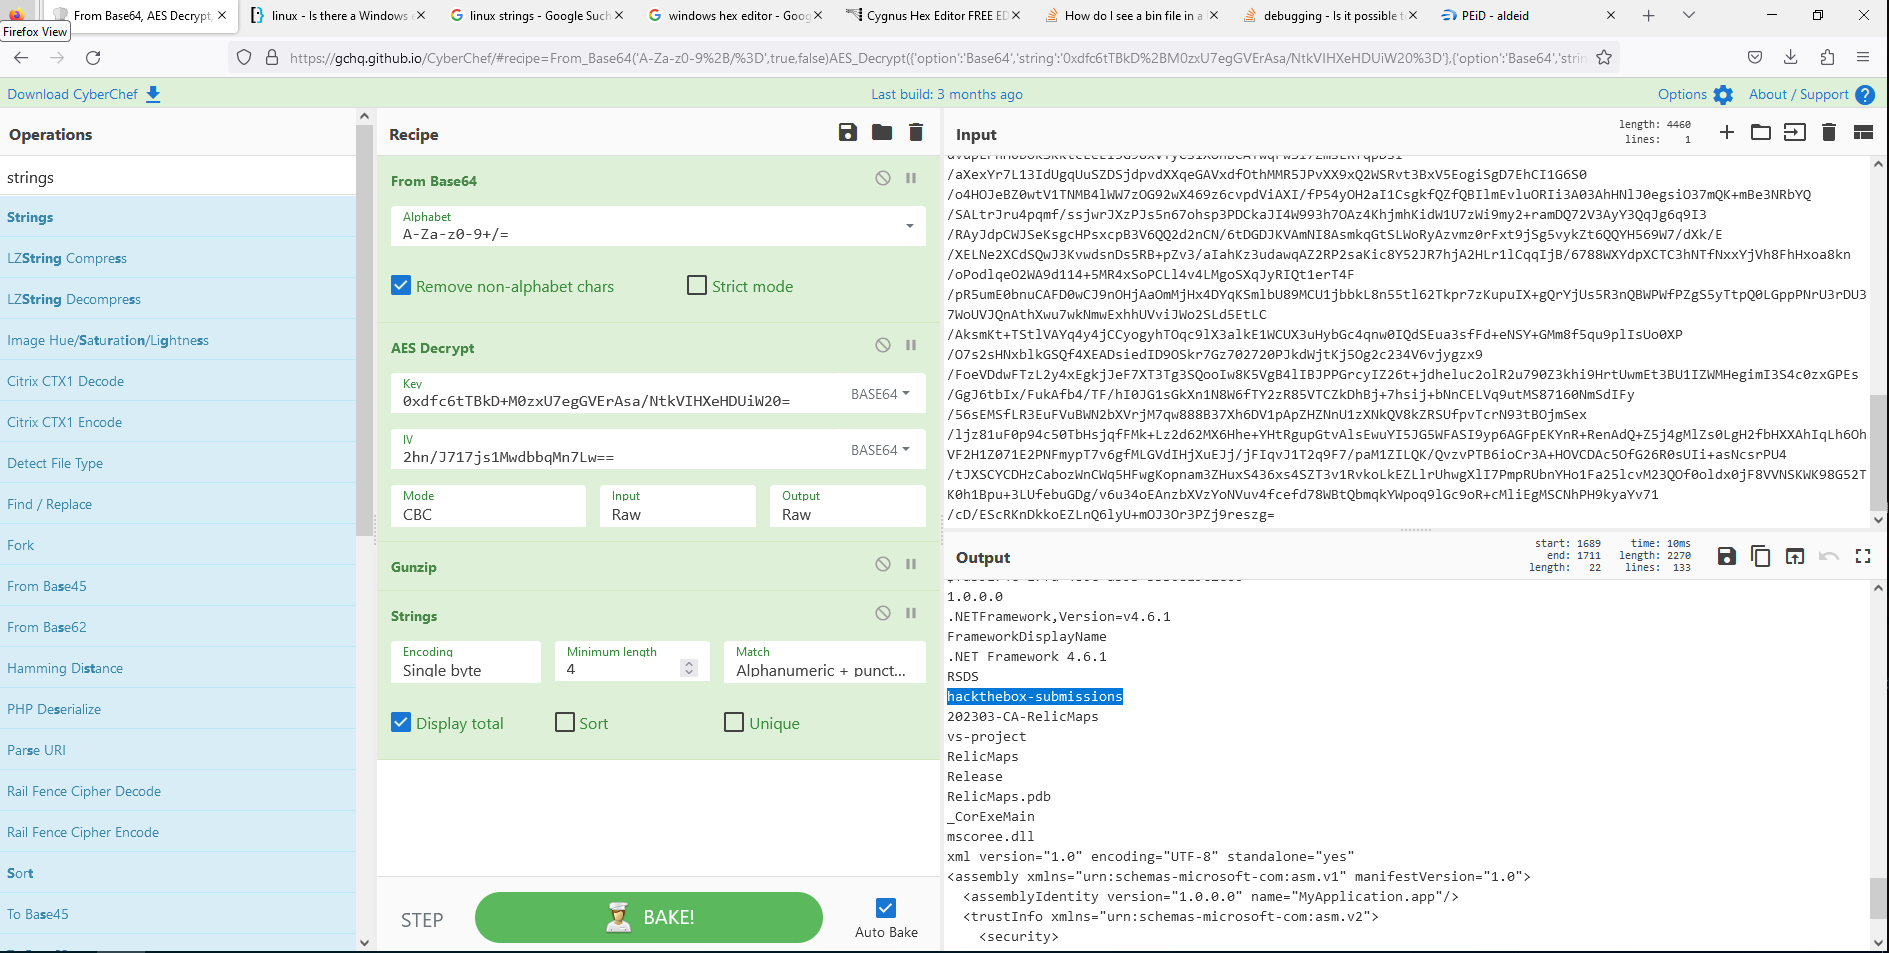 From Base64, AES Decrypt,
linux - Is there a Windows e
linux strings - Google Such
windows hex editor - Goog
Cygnus Hex Editor FREE ED
How do I see a bin file in a l
debugging - Is it possible t
PEiD - aldeid
Firefox View
https://gchq.github.io/CyberChef/#recipe=From_Base64('A-Za-z0-9%2B/%3D',true,false)AES_Decrypt({'option':'Base64','string':'0xdfc6tTBkD%2BM0zxU7egGVErAsa/NtkVIHXeHDUiW20%3D'},{'option':'Base64','strin
Download CyberChef
Last build: 3 months ago
Options
About / Support
Operations
strings
Strings
LZString Compress
LZString Decompress
Image Hue/Saturation/Lightness
Citrix CTX1 Decode
Citrix CTX1 Encode
Detect File Type
Find / Replace
Fork
From Base45
From Base62
Hamming Distance
PHP Deserialize
Parse URI
Rail Fence Cipher Decode
Rail Fence Cipher Encode
Sort
To Base45
Recipe
From Base64
Alphabet
A-Za-z0-9+/=
Remove non-alphabet chars
Strict mode
AES Decrypt
Key
0xdfc6tTBkD+M0zxU7egGVErAsa/NtkVIHXeHDUiW20=
BASE64
IV
2hn/J717js1MwdbbqMn7Lw==
BASE64
Mode
CBC
Input
Raw
Output
Raw
Gunzip
Strings
Encoding
Single byte
Minimum length
4
Match
Alphanumeric + punct...
Display total
Sort
Unique
STEP
BAKE!
Auto Bake
Input
length: 4460
lines: 1
/aXexYr7L13IdUgqUuSZDSjdpvdXXqeGAVxdfOthMMR5JPvXX9xQ2WSRvt3BxV5EogiSgD7EhCI1G6S0
/o4HOJeBZ0wtV1TNMB4lWW7zOG92wX469z6cvpdViAXI/fP54yOH2aI1CsgkfQZfQBIlmEvluORIi3A03AhHNlJ0egsiO37mQK+mBe3NRbYQ
/SALtrJru4pqmf/ssjwrJXzPJs5n67ohsp3PDCkaJI4W993h7OAz4KhjmhKidW1U7zWi9my2+ramDQ72V3AyY3QqJg6q9I3
/RAyJdpCWJSeKsgcHPsxcpB3V6QQ2d2nCN/6tDGDJKVAmNI8AsmkqGtSLWoRyAzvmz0rFxt9jSg5vykZt6QQYH569W7/dXk/E
/XELNe2XCdSQwJ3KvwdsnDs5RB+pZv3/aIahKz3udawqAZ2RP2saKic8Y52JR7hjA2HLr1lCqqIjB/6788WXYdpXCTC3hNTfNxxYjVh8FhHxoa8kn
/oPodlqeO2WA9d114+5MR4xSoPCLl4v4LMgoSXqJyRIQt1erT4F
/pR5umE0bnuCAFD0wCJ9nOHjAaOmMjHx4DYqKSmlbU89MCU1jbbkL8n55tl62Tkpr7zKupuIX+gQrYjUs5R3nQBWPWfPZgS5yTtpQ0LGppPNrU3rDU3
7WoUVJQnAthXwu7wkNmwExhhUVviJWo2SLd5EtLC
/AksmKt+TStlVAYq4y4jCCyogyhTOqc9lX3alkE1WCUX3uHybGc4qnw0IQdSEua3sfFd+eNSY+GMm8f5qu9plIsUo0XP
/O7s2sHNxblkGSQf4XEADsiedID9OSkr7Gz702720PJkdWjtKj5Og2c234V6vjygzx9
/FoeVDdwFTzL2y4xEgkjJeF7XT3Tg3SQooIw8K5VgB4lIBJPPGrcyIZ26t+jdheluc2olR2u790Z3khi9HrtUwmEt3BU1IZWMHegimI3S4c0zxGPEs
/GgJ6tbIx/FukAfb4/TF/hI0JG1sGkXn1N8W6fTY2zR85VTCZkDhBj+7hsij+bNnCELVq9utMS87160NmSdIFy
/56sEMSfLR3EuFVuBWN2bXVrjM7qw888B37Xh6DV1pApZHZNnU1zXNkQV8kZRSUfpvTcrN93tBOjmSex
/ljz81uF0p94c50TbHsjqfFMk+Lz2d62MX6Hhe+YHtRgupGtvAlsEwuYI5JG5WFASI9yp6AGFpEKYnR+RenAdQ+Z5j4gMlZs0LgH2fbHXXAhIqLh6Oh
VF2H1Z071E2PNFmypT7v6gfMLGVdIHjXuEJj/jFIqvJ1T2q9F7/paM1ZILQK/QvzvPTB6ioCr3A+HOVCDAc5OfG26R0sUIi+asNcsrPU4
/tJXSCYCDHzCabozWnCWq5HFwgKopnam3ZHuxS436xs4SZT3v1RvkoLkEZLlrUhwgXlI7PmpRUbnYHo1Fa25lcvM23QOf0oldx0jF8VVNSKWK98G52T
K0h1Bpu+3LUfebuGDg/v6u34oEAnzbXVzYoNVuv4fcefd78WBtQbmqkYWpoq9lGc9oR+cMliEgMSCNhPH9kyaYv71
/cD/EScRKnDkkoEZLnQ6lyU+mOJ3Or3PZj9reszg=
Output
start: 1689
end: 1711
length: 22
time: 10ms
length: 2270
lines: 133
1.0.0.0
.NETFramework,Version=v4.6.1
FrameworkDisplayName
.NET Framework 4.6.1
RSDS
hackthebox-submissions
202303-CA-RelicMaps
vs-project
RelicMaps
Release
RelicMaps.pdb
_CorExeMain
mscoree.dll
xml version="1.0" encoding="UTF-8" standalone="yes"
<assembly xmlns="urn:schemas-microsoft-com:asm.v1" manifestVersion="1.0">
<assemblyIdentity version="1.0.0.0" name="MyApplication.app"/>
<trustInfo xmlns="urn:schemas-microsoft-com:asm.v2">
<security>